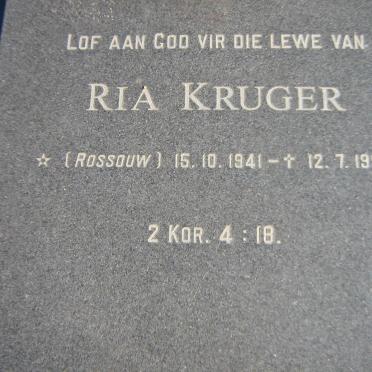 LOF AAN GOD VIR DIE LEWE VAN
RIA KRUGER
☆ (ROSSOUW) 15.10.1941 – † 12.7.19
2 KOR. 4 : 18.